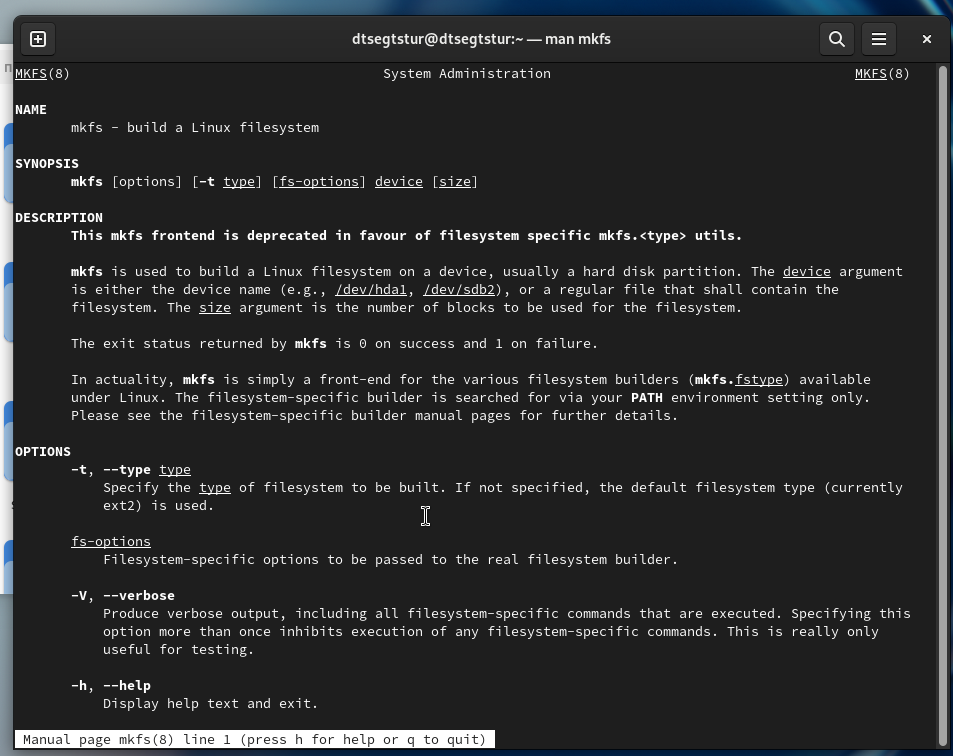 dtsegtstur@dtsegtstur:~ — man mkfs
MKFS(8) System Administration MKFS(8)
NAME
mkfs - build a Linux filesystem
SYNOPSIS
mkfs [options] [-t type] [fs-options] device [size]
DESCRIPTION
This mkfs frontend is deprecated in favour of filesystem specific mkfs.<type> utils.
mkfs is used to build a Linux filesystem on a device, usually a hard disk partition. The device argument
is either the device name (e.g., /dev/hda1, /dev/sdb2), or a regular file that shall contain the
filesystem. The size argument is the number of blocks to be used for the filesystem.
The exit status returned by mkfs is 0 on success and 1 on failure.
In actuality, mkfs is simply a front-end for the various filesystem builders (mkfs.fstype) available
under Linux. The filesystem-specific builder is searched for via your PATH environment setting only.
Please see the filesystem-specific builder manual pages for further details.
OPTIONS
-t, --type type
Specify the type of filesystem to be built. If not specified, the default filesystem type (currently
ext2) is used.
fs-options
Filesystem-specific options to be passed to the real filesystem builder.
-V, --verbose
Produce verbose output, including all filesystem-specific commands that are executed. Specifying this
option more than once inhibits execution of any filesystem-specific commands. This is really only
useful for testing.
-h, --help
Display help text and exit.
Manual page mkfs(8) line 1 (press h for help or q to quit)